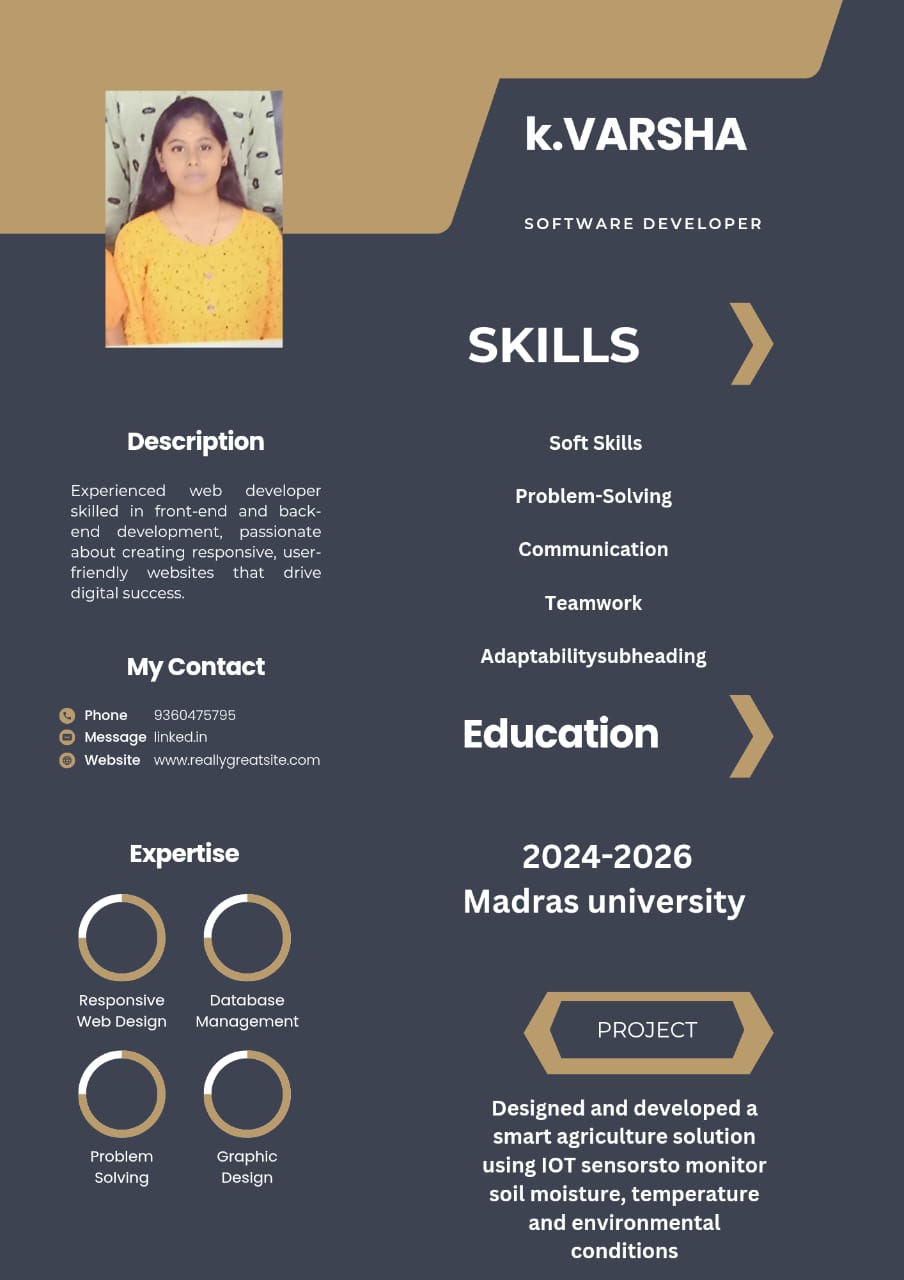 k.VARSHA
SOFTWARE DEVELOPER
Description
Experienced web developer
skilled in front-end and back-
end development, passionate
about creating responsive, user-
friendly websites that drive
digital success.
My Contact
Phone 9360475795
Message linked.in
Website www.reallygreatsite.com
Expertise
Responsive
Web Design
Database
Management
Problem
Solving
Graphic
Design
SKILLS
Soft Skills
Problem-Solving
Communication
Teamwork
Adaptabilitysubheading
Education
2024-2026
Madras university
PROJECT
Designed and developed a
smart agriculture solution
using IOT sensorsto monitor
soil moisture, temperature
and environmental
conditions